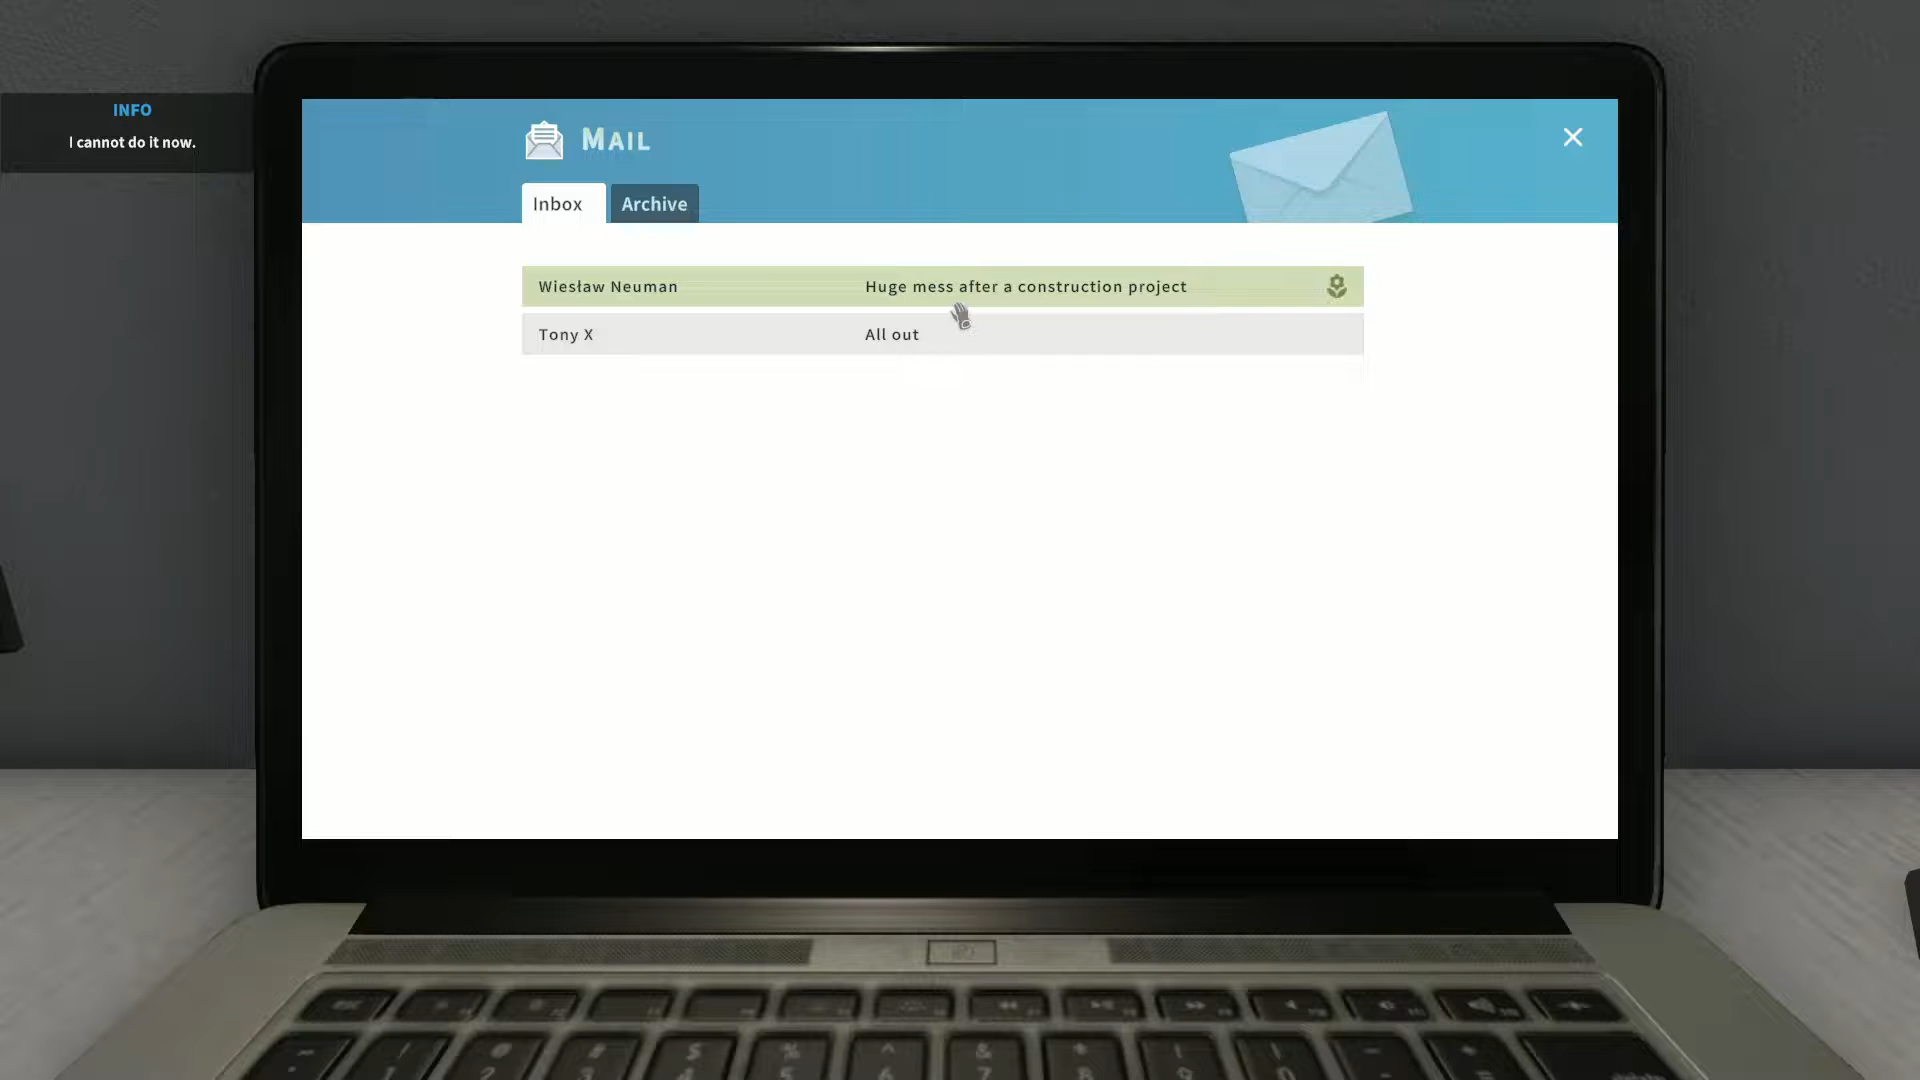 INFO
I cannot do it now.
MAIL
Inbox
Archive
Wiesław Neuman
Huge mess after a construction project
Tony X
All out